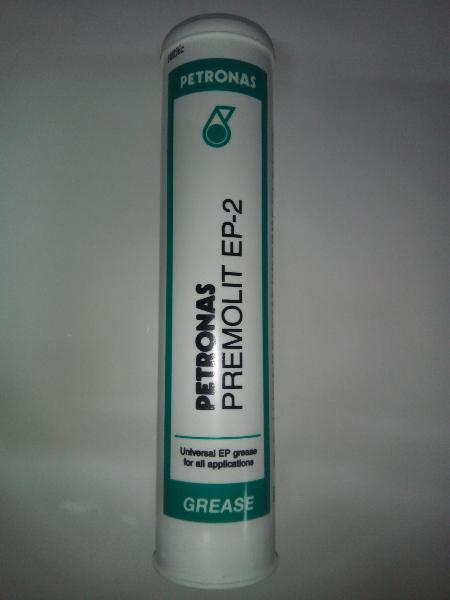 PETRONAS
PETRONAS
PREMOLIT EP-2
Universal EP grease
for all applications
GREASE